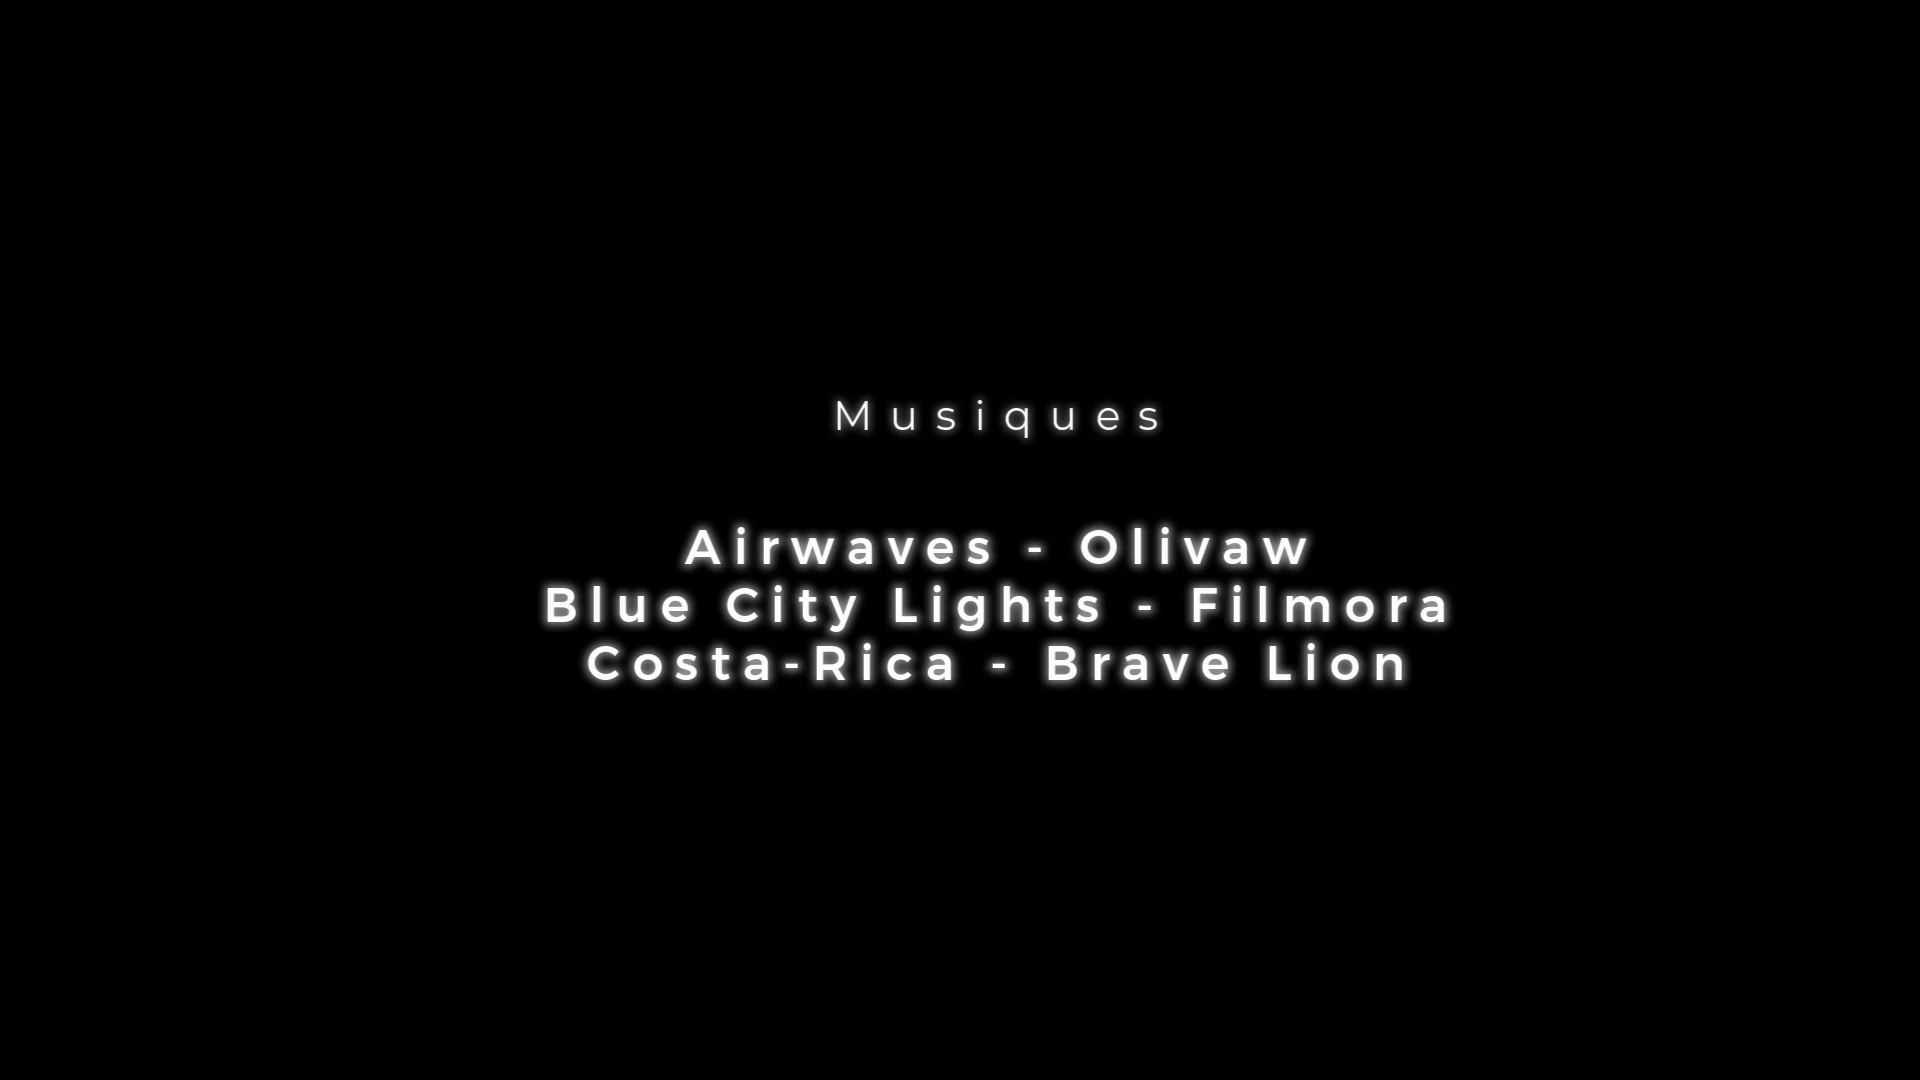 Musiques
Airwaves - Olivaw
Blue City Lights - Filmora
Costa-Rica - Brave Lion